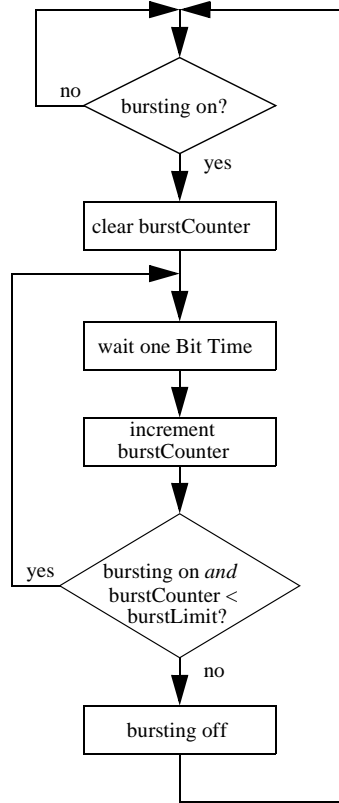 bursting on?
no
yes
clear burstCounter
wait one Bit Time
increment
burstCounter
yes
bursting on and
burstCounter <
burstLimit?
no
bursting off